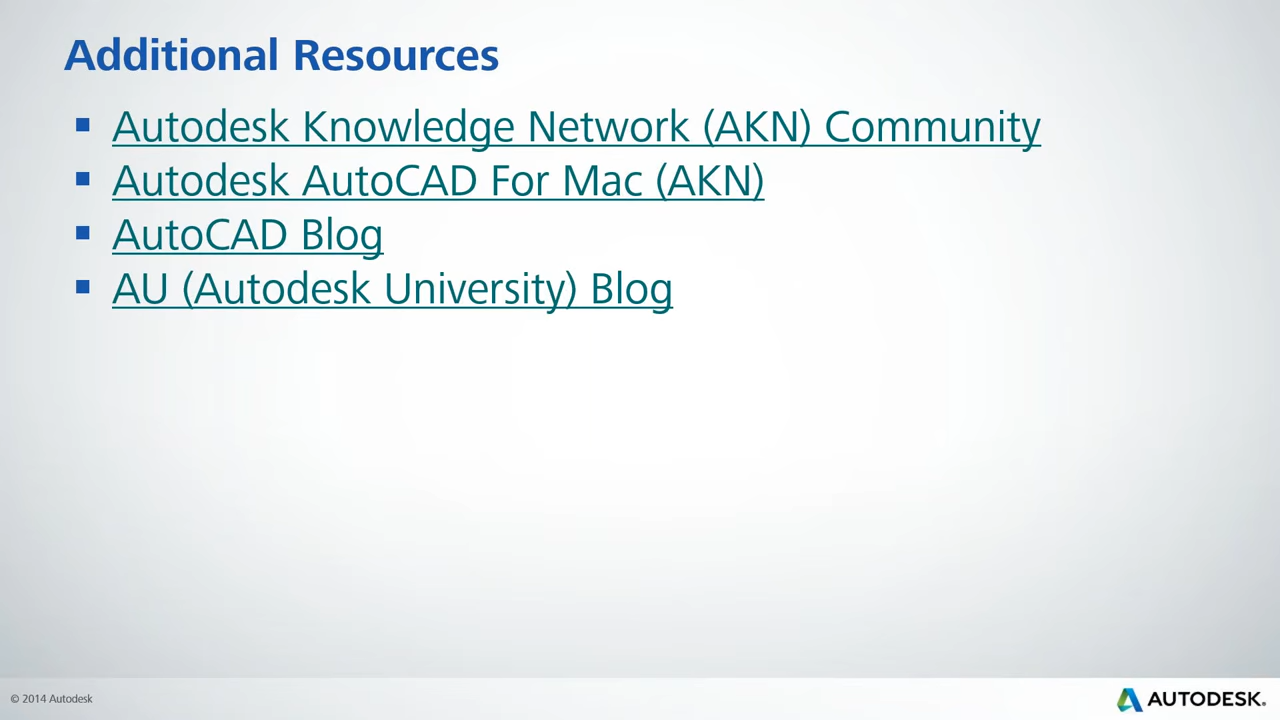 Additional Resources
Autodesk Knowledge Network (AKN) Community
Autodesk AutoCAD For Mac (AKN)
AutoCAD Blog
AU (Autodesk University) Blog
© 2014 Autodesk
AUTODESK.